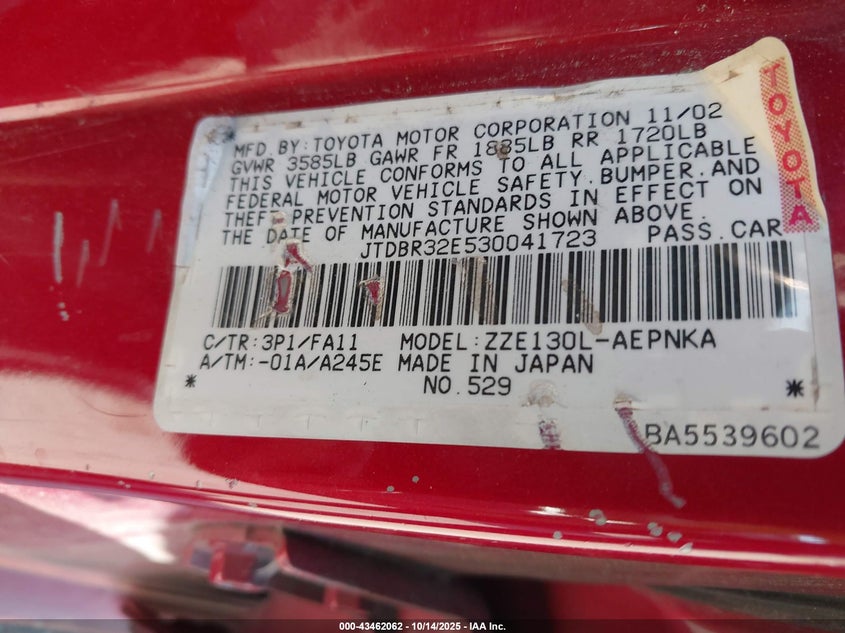 MFD.BY:TOYOTA MOTOR CORPORATION 11/02
GVWR 3585LB GAWR FR 1885LB RR 1720LB
THIS VEHICLE CONFORMS TO ALL APPLICABLE
FEDERAL MOTOR VEHICLE SAFETY,BUMPER,AND
THEFT PREVENTION STANDARDS IN EFFECT ON
THE DATE OF MANUFACTURE SHOWN ABOVE.
JTDBR32E530041723 PASS.CAR
TOYOTA
C/TR:3P1/FA11 MODEL:ZZE130L-AEPNKA
A/TM:-01A/A245E MADE IN JAPAN
* NO.529 *
BA5539602
000-43462062 - 10/14/2025 - IAA Inc.